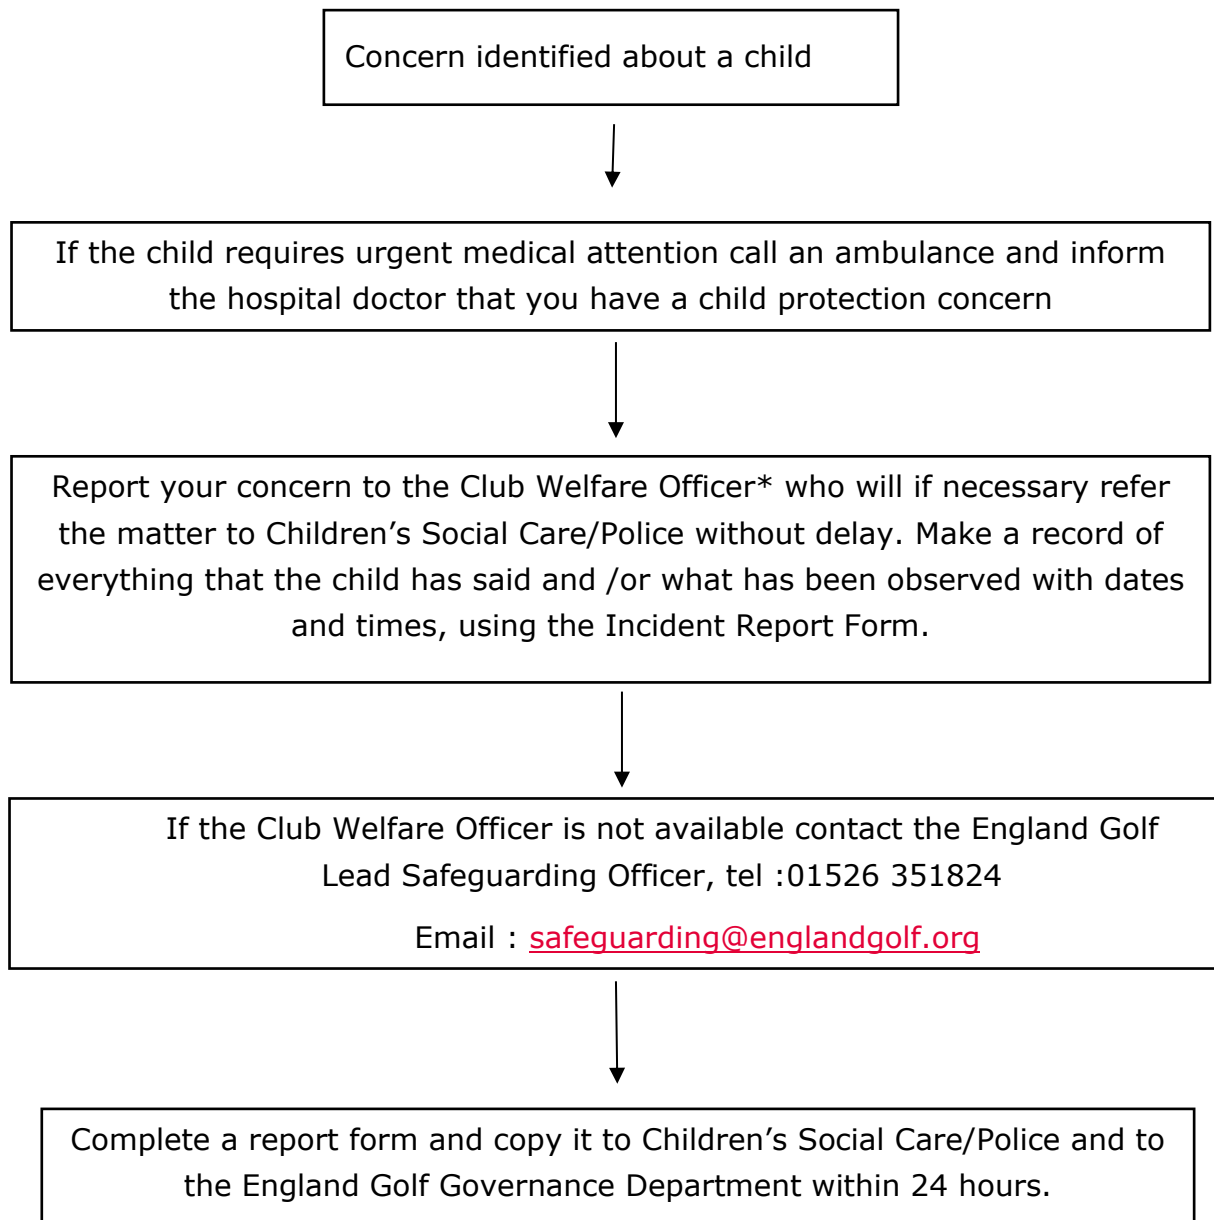 Concern identified about a child
If the child requires urgent medical attention call an ambulance and inform
the hospital doctor that you have a child protection concern
Report your concern to the Club Welfare Officer* who will if necessary refer
the matter to Children’s Social Care/Police without delay. Make a record of
everything that the child has said and /or what has been observed with dates
and times, using the Incident Report Form.
If the Club Welfare Officer is not available contact the England Golf
Lead Safeguarding Officer, tel :01526 351824
Email : safeguarding@englandgolf.org
Complete a report form and copy it to Children’s Social Care/Police and to
the England Golf Governance Department within 24 hours.